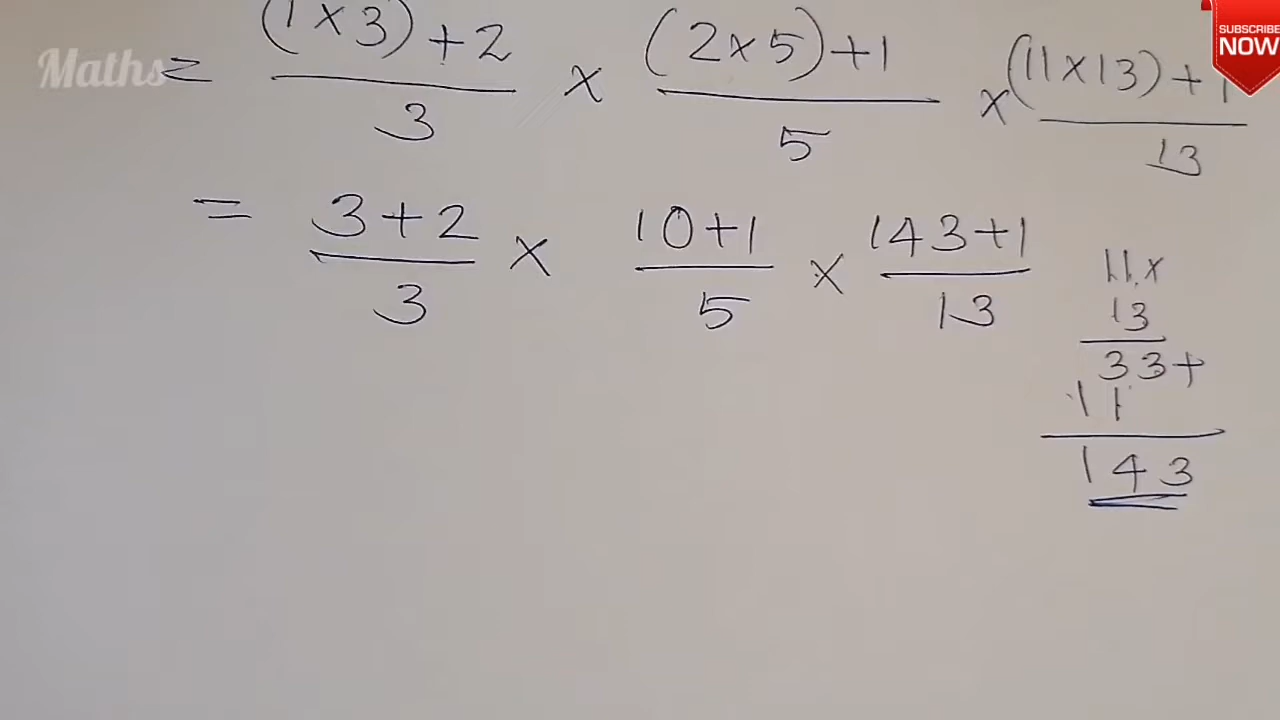 SUBSCRIBE
NOW
Maths
= (1 × 3) + 2 / 3 × (2 × 5) + 1 / 5 × (11 × 13) + 1 / 13
= 3 + 2 / 3 × 10 + 1 / 5 × 143 + 1 / 13
11 ×
13
33 +
11
143